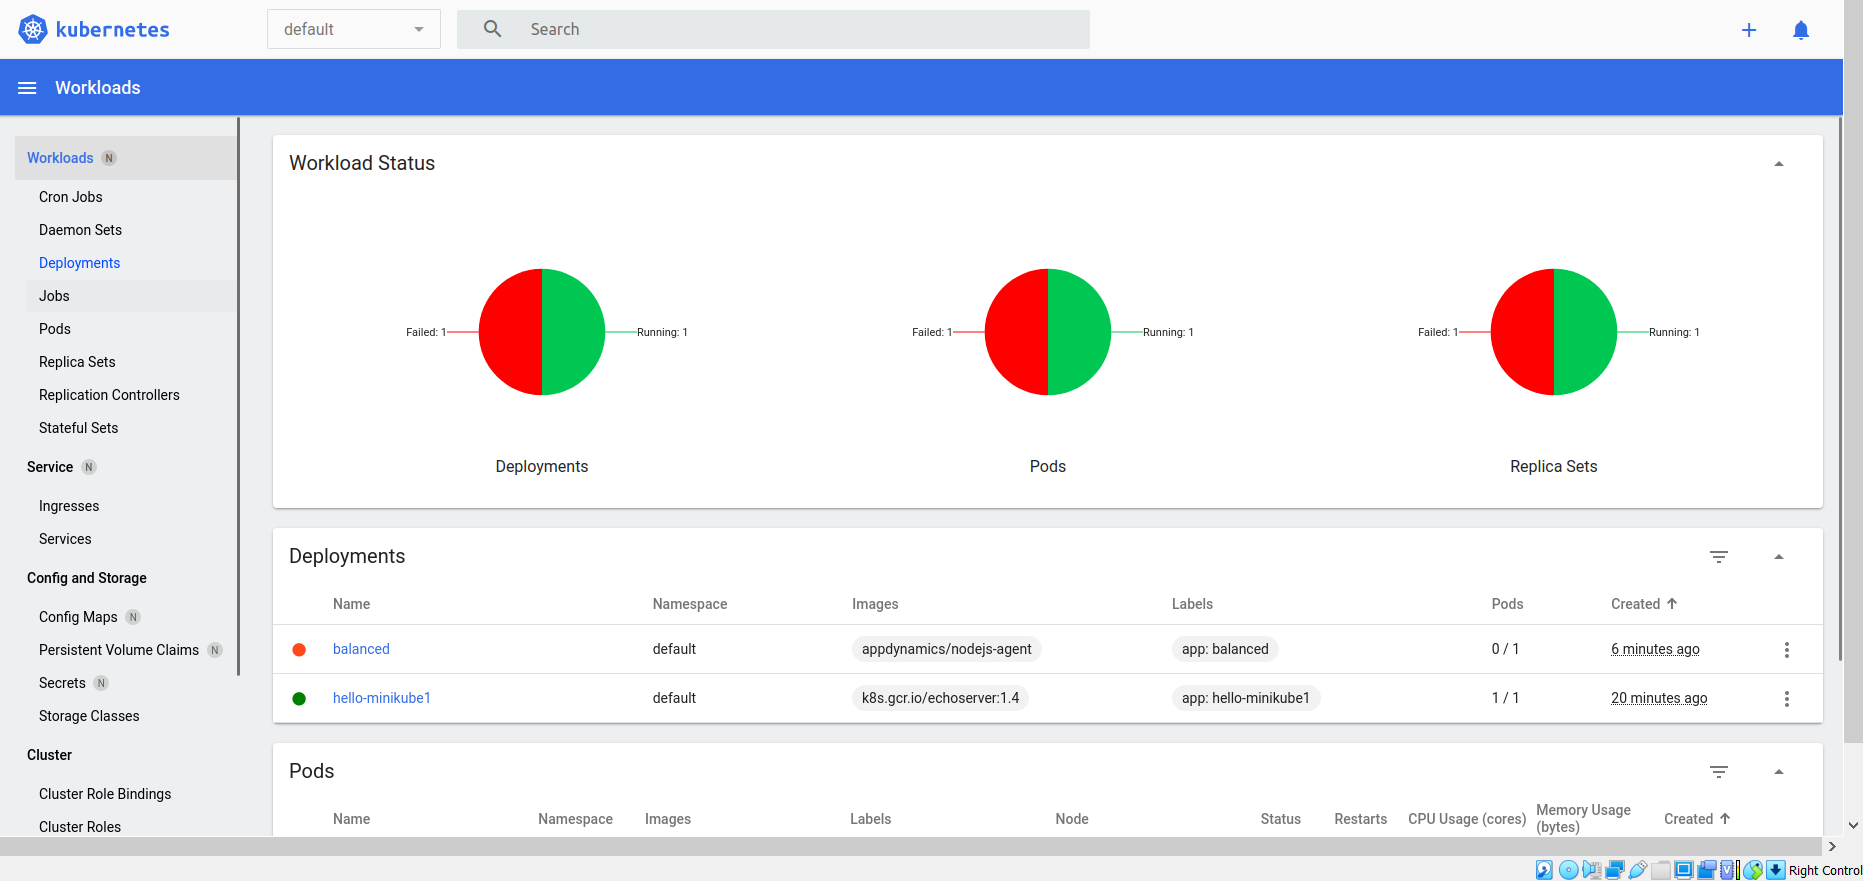 kubernetes
default
Search
Workloads
Workloads N
Cron Jobs
Daemon Sets
Deployments
Jobs
Pods
Replica Sets
Replication Controllers
Stateful Sets
Service N
Ingresses
Services
Config and Storage
Config Maps N
Persistent Volume Claims N
Secrets N
Storage Classes
Cluster
Cluster Role Bindings
Cluster Roles
Workload Status
Failed: 1 Running: 1
Deployments
Failed: 1 Running: 1
Pods
Failed: 1 Running: 1
Replica Sets
Deployments
Name Namespace Images Labels Pods Created
balanced default appdynamics/nodejs-agent app: balanced 0 / 1 6 minutes ago
hello-minikube1 default k8s.gcr.io/echoserver:1.4 app: hello-minikube1 1 / 1 20 minutes ago
Pods
Name Namespace Images Labels Node Status Restarts CPU Usage (cores) Memory Usage (bytes) Created
Right Control